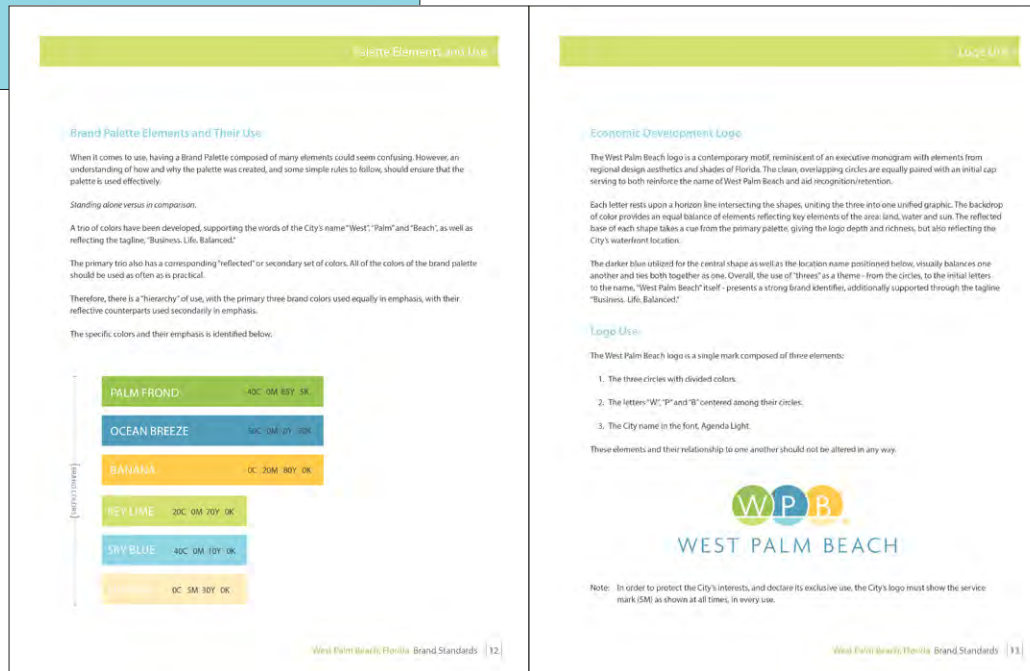 Palette Elements and Use
Brand Palette Elements and Their Use
When it comes to use, having a Brand Palette composed of many elements could seem confusing. However, an
understanding of how and why the palette was created, and some simple rules to follow, should ensure that the
palette is used effectively.
Standing alone versus in comparison.
A trio of colors have been developed, supporting the words of the City's name "West", "Palm" and "Beach", as well as
reflecting the tagline, "Business. Life. Balanced."
The primary trio also has a corresponding "reflected" or secondary set of colors. All of the colors of the brand palette
should be used as often as is practical.
Therefore, there is a "hierarchy" of use, with the primary three brand colors used equally in emphasis, with their
reflective counterparts used secondarily in emphasis.
The specific colors and their emphasis is identified below.
[BRAND COLORS]
PALM FROND 40C 0M 85Y 5K
OCEAN BREEZE 50C 0M 0Y 30K
BANANA 0C 20M 80Y 0K
KEY LIME 20C 0M 70Y 0K
SKY BLUE 40C 0M 10Y 0K
0C 5M 30Y 0K
West Palm Beach, Florida Brand Standards 12
Logo Use
Economic Development Logo
The West Palm Beach logo is a contemporary motif, reminiscent of an executive monogram with elements from
regional design aesthetics and shades of Florida. The clean, overlapping circles are equally paired with an initial cap
serving to both reinforce the name of West Palm Beach and aid recognition/retention.
Each letter rests upon a horizon line intersecting the shapes, uniting the three into one unified graphic. The backdrop
of color provides an equal balance of elements reflecting key elements of the area: land, water and sun. The reflected
base of each shape takes a cue from the primary palette, giving the logo depth and richness, but also reflecting the
City's waterfront location.
The darker blue utilized for the central shape as well as the location name positioned below, visually balances one
another and ties both together as one. Overall, the use of "threes" as a theme - from the circles, to the initial letters
to the name, "West Palm Beach" itself - presents a strong brand identifier, additionally supported through the tagline
"Business. Life. Balanced."
Logo Use
The West Palm Beach logo is a single mark composed of three elements:
1. The three circles with divided colors.
2. The letters "W", "P" and "B" centered among their circles.
3. The City name in the font, Agenda Light.
These elements and their relationship to one another should not be altered in any way.
WPB
WEST PALM BEACH
Note: In order to protect the City's interests, and declare its exclusive use, the City's logo must show the service
mark (SM) as shown at all times, in every use.
West Palm Beach, Florida Brand Standards 13